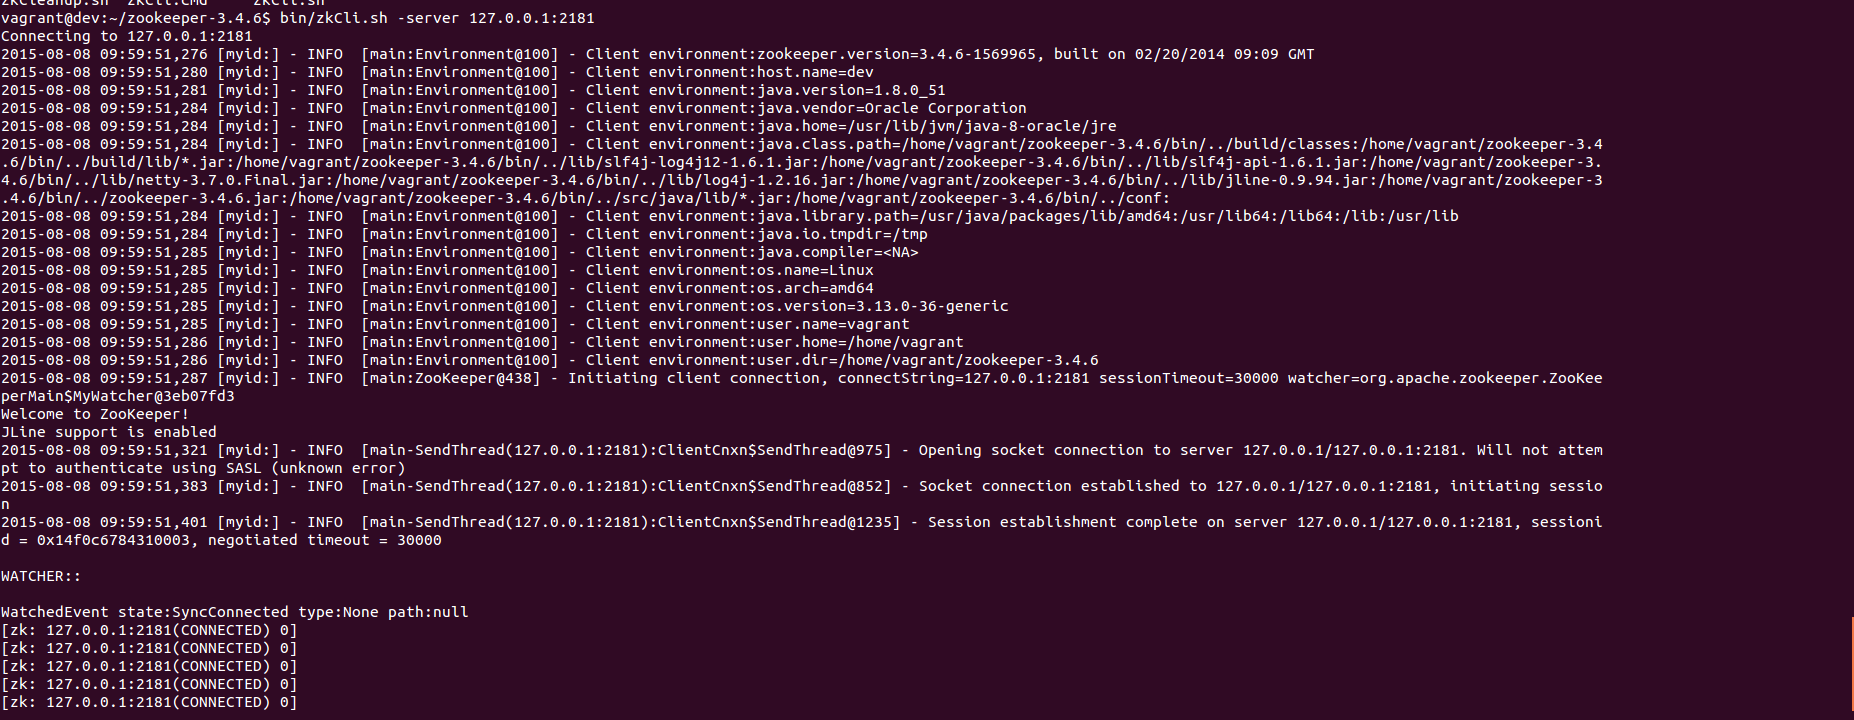 zkCleanup.sh  zkCli.cmd     zkCli.sh
vagrant@dev:~/zookeeper-3.4.6$ bin/zkCli.sh -server 127.0.0.1:2181
Connecting to 127.0.0.1:2181
2015-08-08 09:59:51,276 [myid:] - INFO  [main:Environment@100] - Client environment:zookeeper.version=3.4.6-1569965, built on 02/20/2014 09:09 GMT
2015-08-08 09:59:51,280 [myid:] - INFO  [main:Environment@100] - Client environment:host.name=dev
2015-08-08 09:59:51,281 [myid:] - INFO  [main:Environment@100] - Client environment:java.version=1.8.0_51
2015-08-08 09:59:51,284 [myid:] - INFO  [main:Environment@100] - Client environment:java.vendor=Oracle Corporation
2015-08-08 09:59:51,284 [myid:] - INFO  [main:Environment@100] - Client environment:java.home=/usr/lib/jvm/java-8-oracle/jre
2015-08-08 09:59:51,284 [myid:] - INFO  [main:Environment@100] - Client environment:java.class.path=/home/vagrant/zookeeper-3.4.6/bin/../build/classes:/home/vagrant/zookeeper-3.4
.6/bin/../build/lib/*.jar:/home/vagrant/zookeeper-3.4.6/bin/../lib/slf4j-log4j12-1.6.1.jar:/home/vagrant/zookeeper-3.4.6/bin/../lib/slf4j-api-1.6.1.jar:/home/vagrant/zookeeper-3.
4.6/bin/../lib/netty-3.7.0.Final.jar:/home/vagrant/zookeeper-3.4.6/bin/../lib/log4j-1.2.16.jar:/home/vagrant/zookeeper-3.4.6/bin/../lib/jline-0.9.94.jar:/home/vagrant/zookeeper-3
.4.6/bin/../zookeeper-3.4.6.jar:/home/vagrant/zookeeper-3.4.6/bin/../src/java/lib/*.jar:/home/vagrant/zookeeper-3.4.6/bin/../conf:
2015-08-08 09:59:51,284 [myid:] - INFO  [main:Environment@100] - Client environment:java.library.path=/usr/java/packages/lib/amd64:/usr/lib64:/lib64:/lib:/usr/lib
2015-08-08 09:59:51,284 [myid:] - INFO  [main:Environment@100] - Client environment:java.io.tmpdir=/tmp
2015-08-08 09:59:51,285 [myid:] - INFO  [main:Environment@100] - Client environment:java.compiler=<NA>
2015-08-08 09:59:51,285 [myid:] - INFO  [main:Environment@100] - Client environment:os.name=Linux
2015-08-08 09:59:51,285 [myid:] - INFO  [main:Environment@100] - Client environment:os.arch=amd64
2015-08-08 09:59:51,285 [myid:] - INFO  [main:Environment@100] - Client environment:os.version=3.13.0-36-generic
2015-08-08 09:59:51,285 [myid:] - INFO  [main:Environment@100] - Client environment:user.name=vagrant
2015-08-08 09:59:51,286 [myid:] - INFO  [main:Environment@100] - Client environment:user.home=/home/vagrant
2015-08-08 09:59:51,286 [myid:] - INFO  [main:Environment@100] - Client environment:user.dir=/home/vagrant/zookeeper-3.4.6
2015-08-08 09:59:51,287 [myid:] - INFO  [main:ZooKeeper@438] - Initiating client connection, connectString=127.0.0.1:2181 sessionTimeout=30000 watcher=org.apache.zookeeper.ZooKee
perMain$MyWatcher@3eb07fd3
Welcome to ZooKeeper!
JLine support is enabled
2015-08-08 09:59:51,321 [myid:] - INFO  [main-SendThread(127.0.0.1:2181):ClientCnxn$SendThread@975] - Opening socket connection to server 127.0.0.1/127.0.0.1:2181. Will not attem
pt to authenticate using SASL (unknown error)
2015-08-08 09:59:51,383 [myid:] - INFO  [main-SendThread(127.0.0.1:2181):ClientCnxn$SendThread@852] - Socket connection established to 127.0.0.1/127.0.0.1:2181, initiating sessio
n
2015-08-08 09:59:51,401 [myid:] - INFO  [main-SendThread(127.0.0.1:2181):ClientCnxn$SendThread@1235] - Session establishment complete on server 127.0.0.1/127.0.0.1:2181, sessioni
d = 0x14f0c6784310003, negotiated timeout = 30000
WATCHER::
WatchedEvent state:SyncConnected type:None path:null
[zk: 127.0.0.1:2181(CONNECTED) 0]
[zk: 127.0.0.1:2181(CONNECTED) 0]
[zk: 127.0.0.1:2181(CONNECTED) 0]
[zk: 127.0.0.1:2181(CONNECTED) 0]
[zk: 127.0.0.1:2181(CONNECTED) 0]